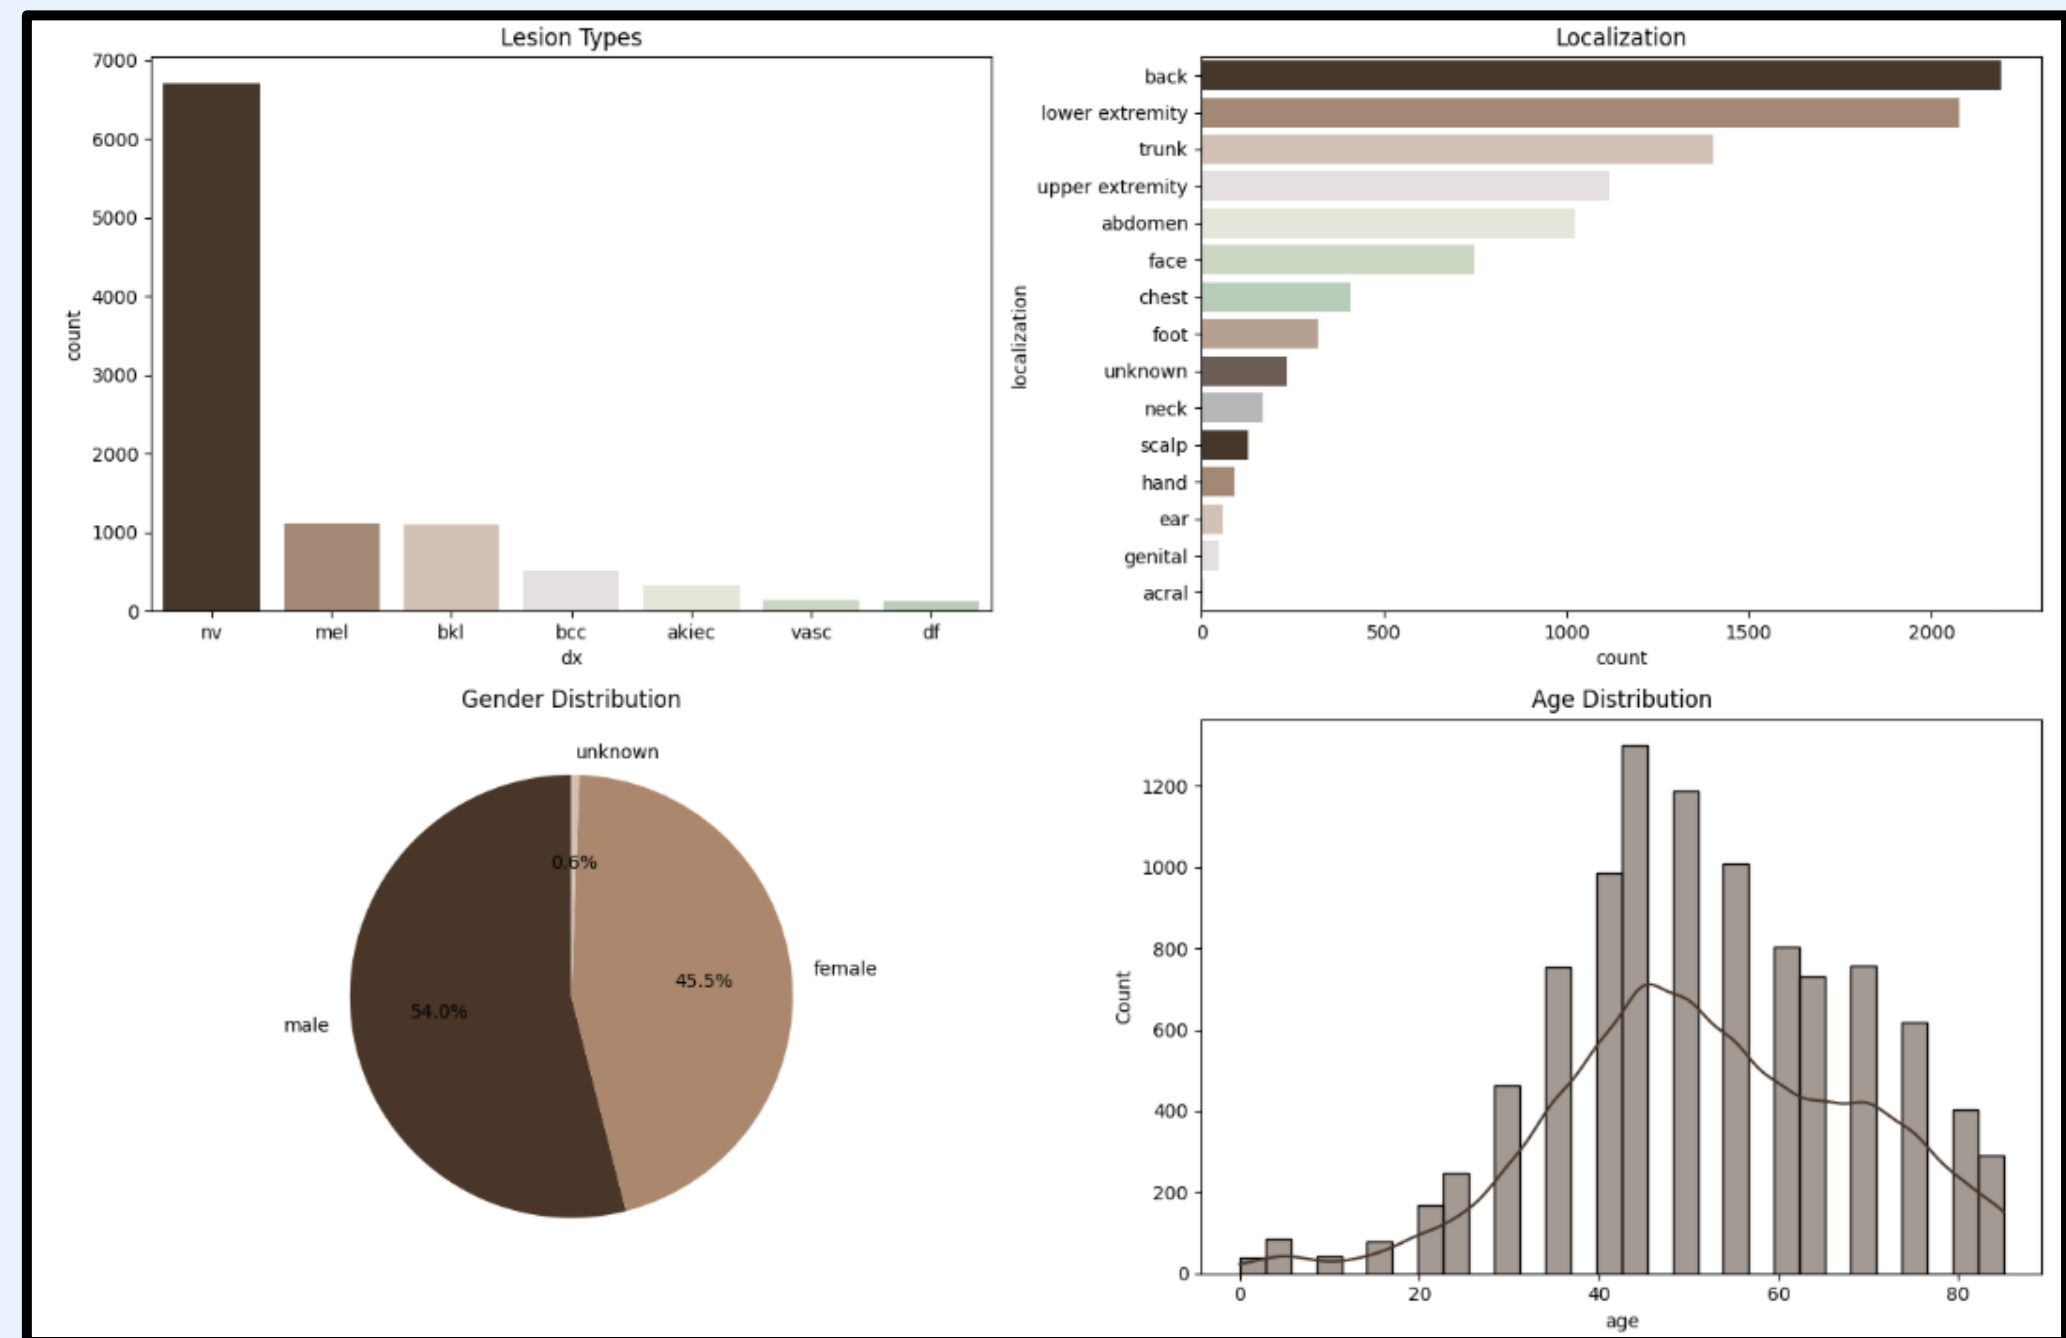 Lesion Types
7000
6000
5000
4000
3000
2000
1000
0
count
nv mel bkl bcc akiec vasc df
dx
Localization
localization
back
lower extremity
trunk
upper extremity
abdomen
face
chest
foot
unknown
neck
scalp
hand
ear
genital
acral
0 500 1000 1500 2000
count
Gender Distribution
unknown
0.6%
female
45.5%
54.0%
male
Age Distribution
1200
1000
800
600
400
200
0
Count
0 20 40 60 80
age